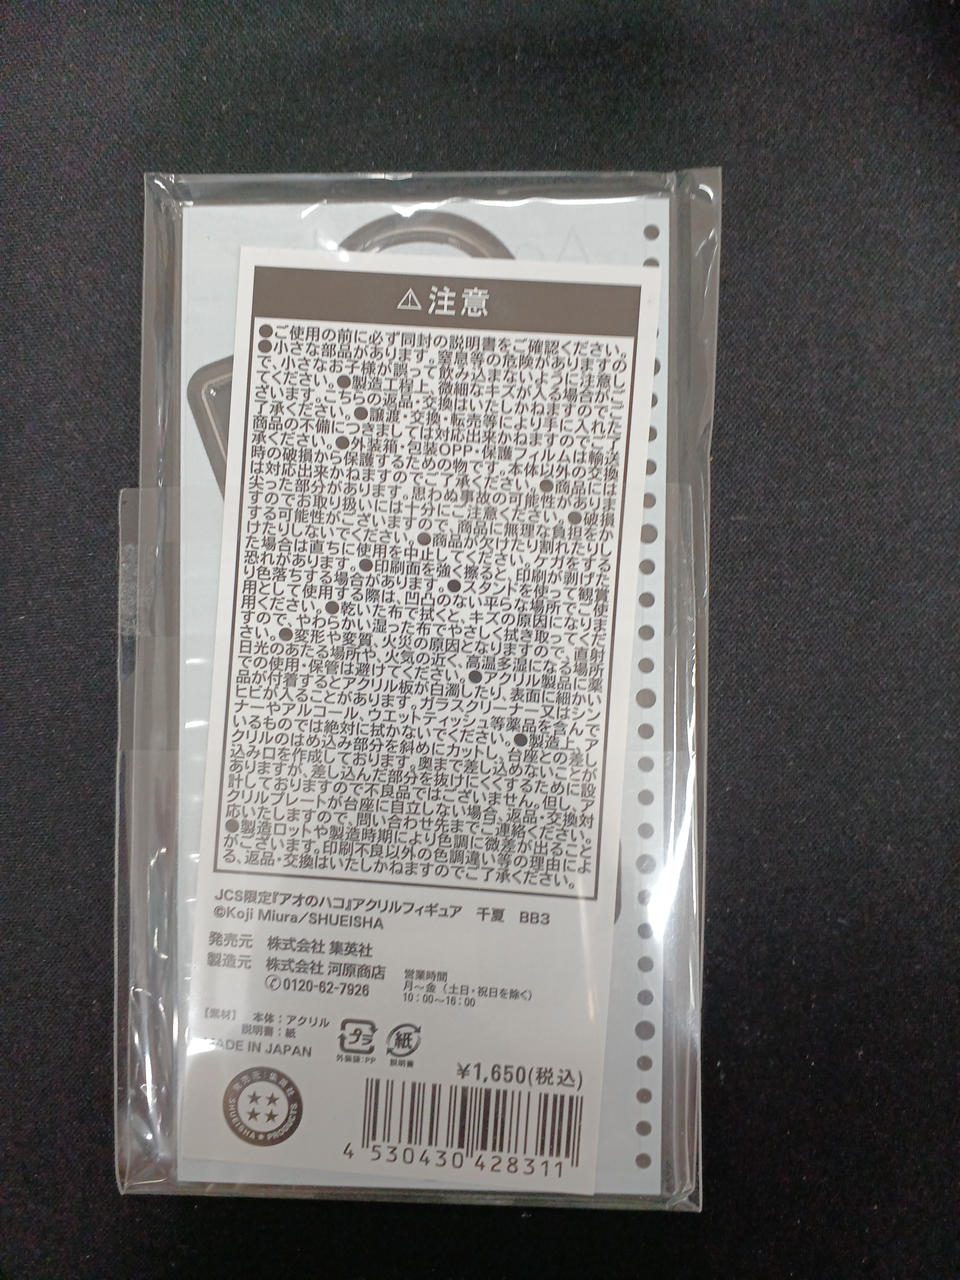 ⚠注意
●ご使用の前に必ず同封の説明書をご確認ください。
●小さな部品があります。窒息等の危険がありますの
で、小さなお子様が誤って飲み込まないように注意し
てください。●製造工程上、微細なキズが入る場合がご
ざいます。こちらの返品・交換はいたしかねますのでご
了承ください。●譲渡・交換・転売等により手に入れた
商品の不備につきましては対応出来かねますので、ご了
承ください。●外装箱・包装OPP・保護フィルムは輸送
時の破損から保護するための物です。本体以外の交換
は対応出来かねますのでご了承ください。●商品には
尖った部分があります。思わぬ事故の可能性がありま
すのでお取り扱いには十分にご注意ください。●破損
する可能性がございますので、商品に無理な負担をか
けたりしないでください。●商品が欠けたり割れたりし
た場合は直ちに使用を中止してください。ケガをする
恐れがあります。●印刷面を強く擦ると、印刷が剥げた
り色落ちする場合があります。●スタンドを使って観賞
用として使用する際は、凹凸のない平らな場所でご使
用ください。●乾いた布で拭くと、キズの原因になりま
すので、やわらかい湿った布でやさしく拭き取ってくだ
さい。●変形や変質、火災の原因となりますので、直射
日光のあたる場所や、火気の近く、高温多湿になる場所
での使用・保管は避けてください。●アクリル製品に薬
品が付着するとアクリル板が白濁したり、表面に細かい
ヒビが入ることがあります。ガラスクリーナー又はシン
ナーやアルコール、ウエットティッシュ等薬品を含んで
いるものでは絶対に拭かないでください。●製造上、ア
クリルのはめ込み部分を斜めにカットし、台座との差し
込み口を作成しております。奥まで差し込めないことが
ありますが、差し込んだ部分を抜けにくくするために設
計しておりますので不良品ではございません。但し、ア
クリルプレートが台座に自立しない場合、返品・交換対
応いたしますので、問い合わせ先までご連絡ください。
●製造ロットや製造時期により色調に微差が出ること
がございます。印刷不良以外の色調違い等の理由によ
る、返品・交換はいたしかねますのでご了承ください。
JCS限定『アオのハコ』アクリルフィギュア 千夏 BB3
©Koji Miura/SHUEISHA
発売元 株式会社 集英社
製造元 株式会社 河原商店
✆0120-62-7926
営業時間
月〜金（土日・祝日を除く）
10：00〜16：00
【素材】 本体：アクリル
説明書：紙
MADE IN JAPAN
プラ
外装袋：PP
紙
説明書
¥1,650(税込)
発売元：集英社
SHUEISHA PRODUCTS
4 530430 428311